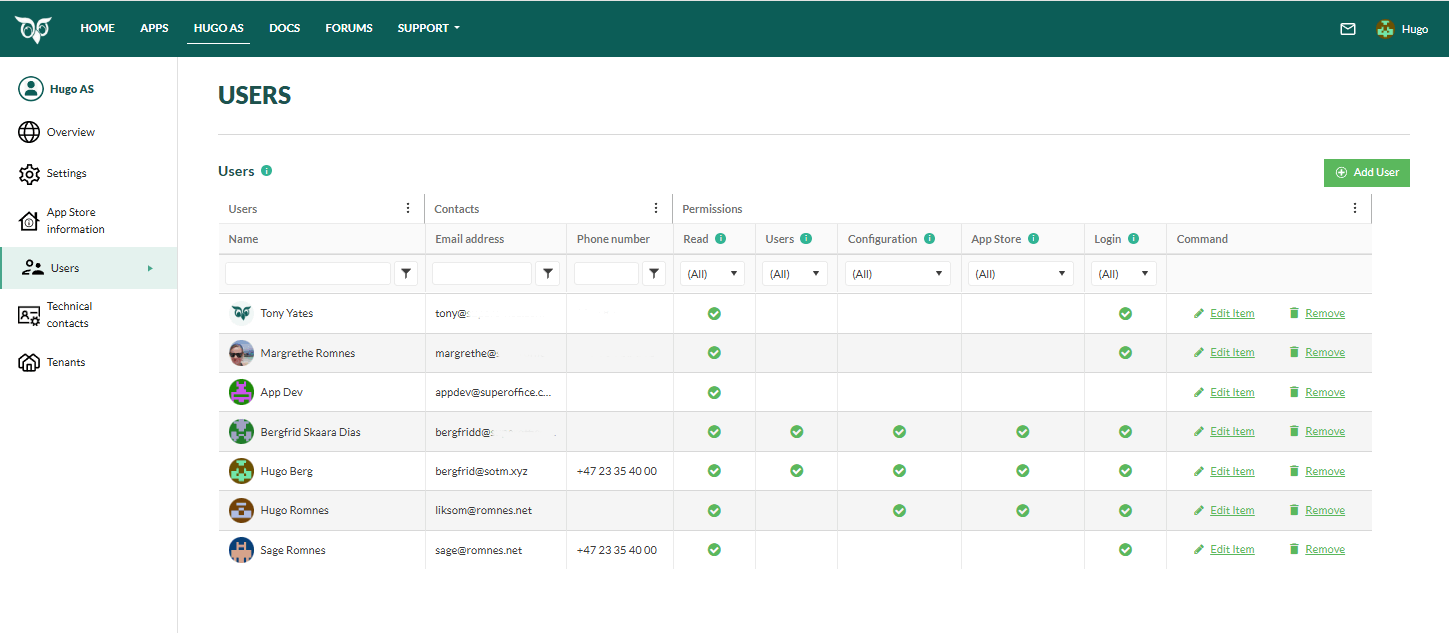 HOME APPS HUGO AS DOCS FORUMS SUPPORT Hugo
Hugo AS
Overview
Settings
App Store
information
Users
Technical
contacts
Tenants
USERS
Users Add User
Users Contacts Permissions
Name Email address Phone number Read Users Configuration App Store Login Command
(All) (All) (All) (All) (All)
Tony Yates tony@ Edit Item Remove
Margrethe Romnes margrethe@ Edit Item Remove
App Dev appdev@superoffice.c... Edit Item Remove
Bergfrid Skaara Dias bergfridd@ Edit Item Remove
Hugo Berg bergfrid@sotm.xyz +47 23 35 40 00 Edit Item Remove
Hugo Romnes liksom@romnes.net Edit Item Remove
Sage Romnes sage@romnes.net +47 23 35 40 00 Edit Item Remove